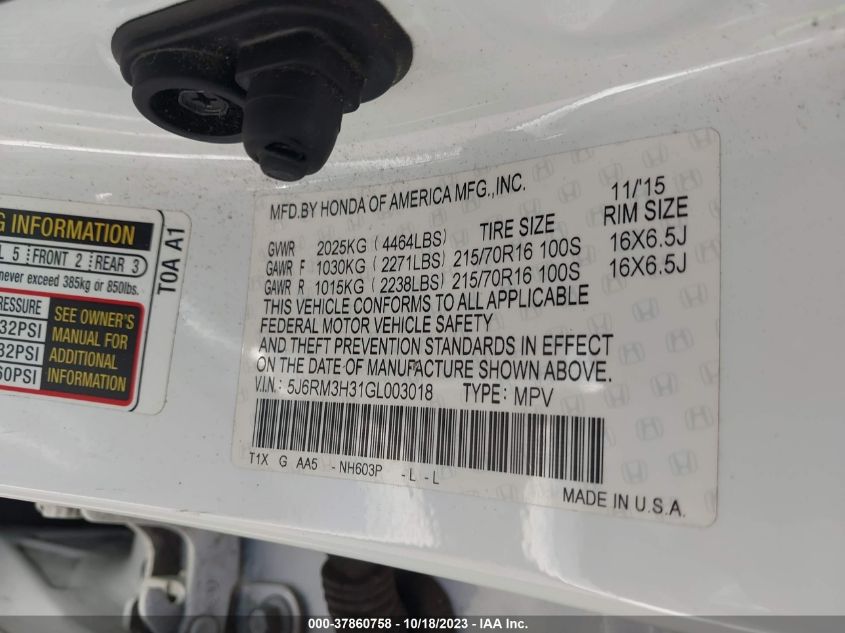 G INFORMATION
L 5 FRONT 2 REAR 3
never exceed 385kg or 850lbs.
PRESSURE
32PSI
32PSI
60PSI
SEE OWNER'S
MANUAL FOR
ADDITIONAL
INFORMATION
T0A A1
MFD.BY HONDA OF AMERICA MFG.,INC. 11/'15
TIRE SIZE RIM SIZE
GVWR 2025KG (4464LBS)
GAWR F 1030KG (2271LBS) 215/70R16 100S 16X6.5J
GAWR R 1015KG (2238LBS) 215/70R16 100S 16X6.5J
THIS VEHICLE CONFORMS TO ALL APPLICABLE
FEDERAL MOTOR VEHICLE SAFETY
AND THEFT PREVENTION STANDARDS IN EFFECT
ON THE DATE OF MANUFACTURE SHOWN ABOVE.
V.I.N.: 5J6RM3H31GL003018 TYPE: MPV
T1X G AA5 -NH603P -L -L
MADE IN U.S.A.
000-37860758 - 10/18/2023 - IAA Inc.